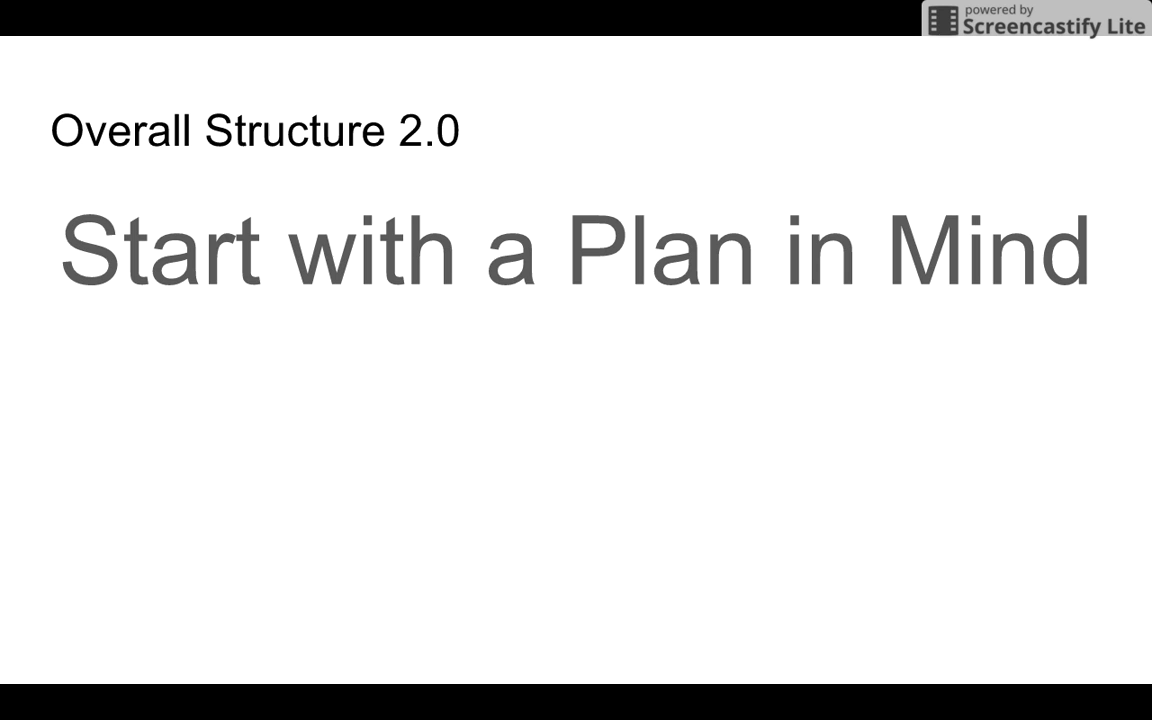 powered by
Screencastify Lite
Overall Structure 2.0
Start with a Plan in Mind